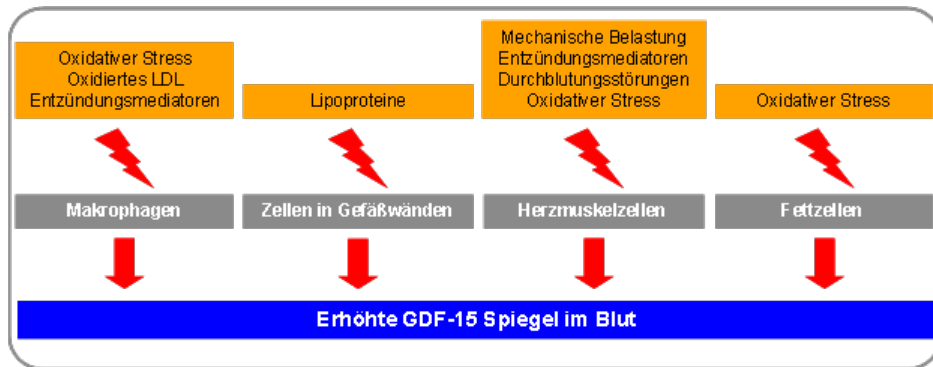 Oxidativer Stress
Oxidiertes LDL
Entzündungsmediatoren
Lipoproteine
Mechanische Belastung
Entzündungsmediatoren
Durchblutungsstörungen
Oxidativer Stress
Oxidativer Stress
Makrophagen
Zellen in Gefäßwänden
Herzmuskelzellen
Fettzellen
Erhöhte GDF-15 Spiegel im Blut